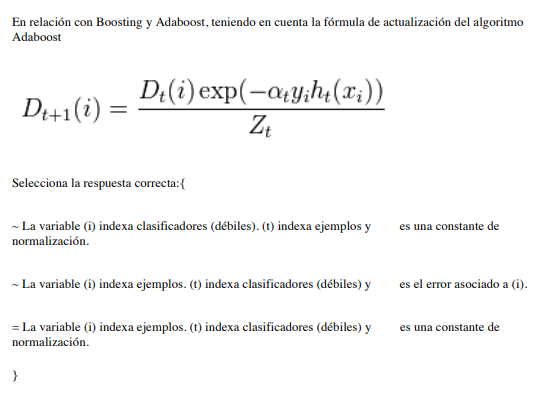 En relación con Boosting y Adaboost, teniendo en cuenta la fórmula de actualización del algoritmo
Adaboost
D_{t+1}(i) = \frac{D_t(i) exp(-α_t y_i h_t(x_i))}{Z_t}
Selecciona la respuesta correcta:{
~ La variable (i) indexa clasificadores (débiles). (t) indexa ejemplos y es una constante de
normalización.
~ La variable (i) indexa ejemplos. (t) indexa clasificadores (débiles) y es el error asociado a (i).
= La variable (i) indexa ejemplos. (t) indexa clasificadores (débiles) y es una constante de
normalización.
}